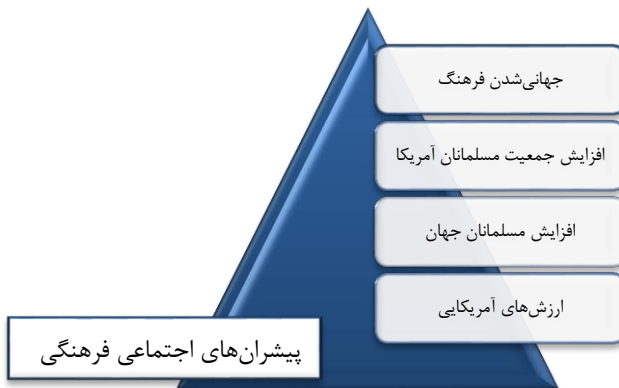 جهانی‌شدن فرهنگ
افزایش جمعیت مسلمانان آمریکا
افزایش مسلمانان جهان
ارزش‌های آمریکایی
پیشران‌های اجتماعی فرهنگی